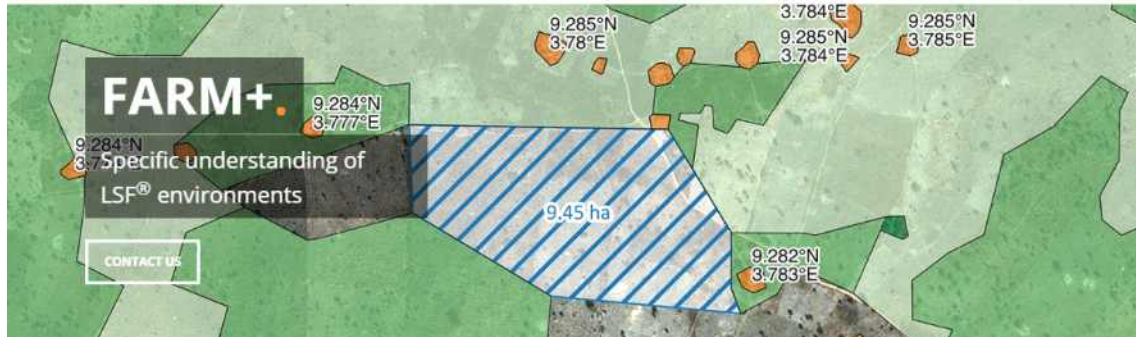 FARM+.
Specific understanding of
LSF® environments
CONTACT US
9.284°N
9.284°N
3.777°E
9.285°N
3.78°E
3.784°E
9.285°N
3.784°E
9.285°N
3.785°E
9.45 ha
9.282°N
3.783°E